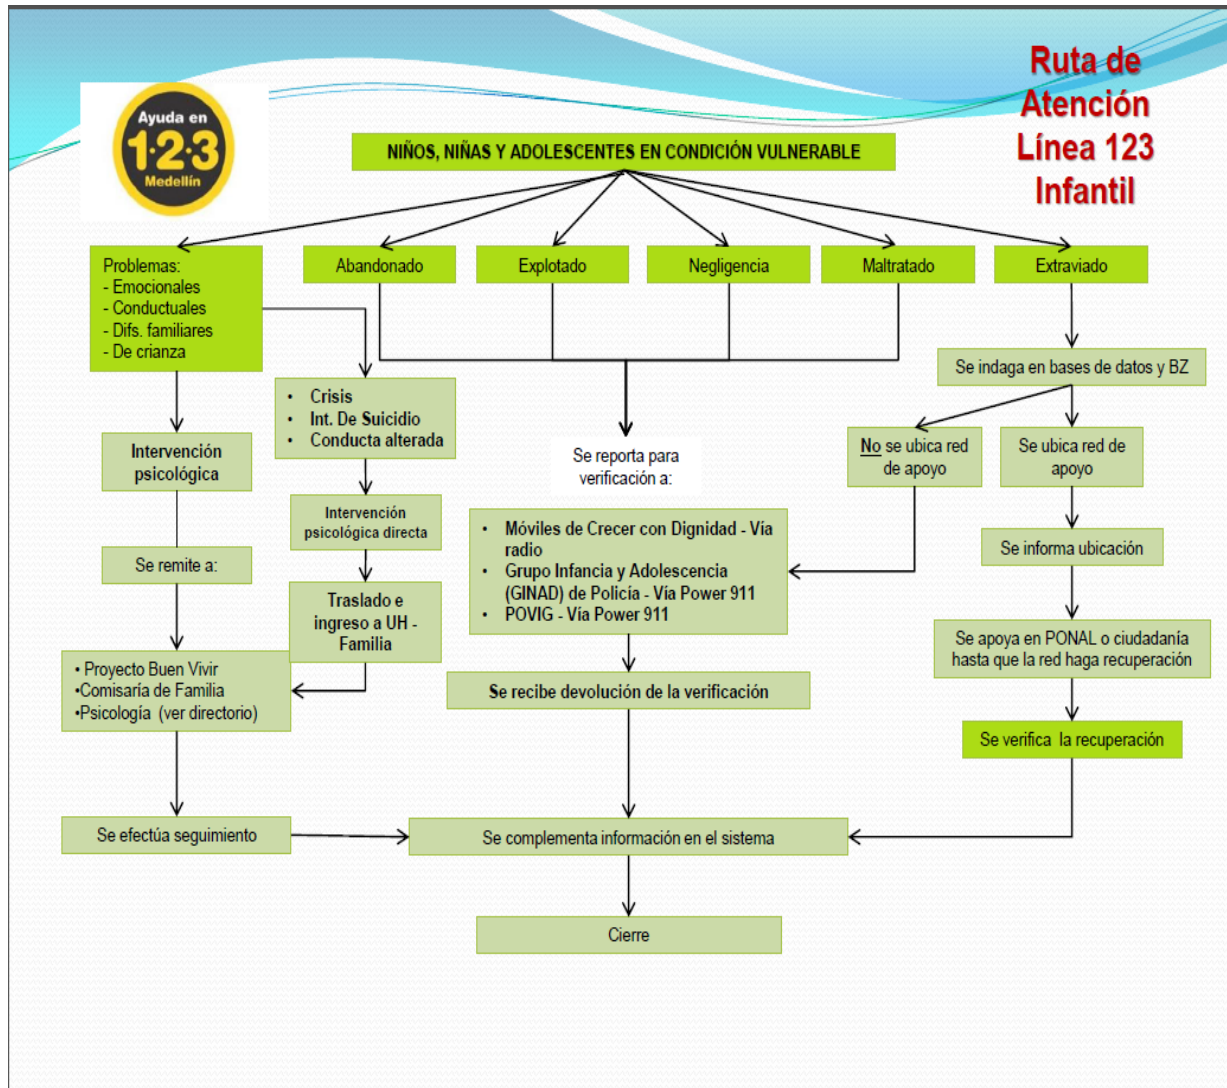 Ruta de
Atención
Línea 123
Infantil
Ayuda en
1·2·3
Medellín
NIÑOS, NIÑAS Y ADOLESCENTES EN CONDICIÓN VULNERABLE
Problemas:
- Emocionales
- Conductuales
- Difs. familiares
- De crianza
Abandonado
Explotado
Negligencia
Maltratado
Extraviado
Se indaga en bases de datos y BZ
• Crisis
• Int. De Suicidio
• Conducta alterada
Intervención
psicológica
Se reporta para
verificación a:
No se ubica red
de apoyo
Se ubica red de
apoyo
Intervención
psicológica directa
• Móviles de Crecer con Dignidad - Vía
radio
• Grupo Infancia y Adolescencia
(GINAD) de Policía - Vía Power 911
• POVIG - Vía Power 911
Se informa ubicación
Se remite a:
Traslado e
ingreso a UH -
Familia
Se apoya en PONAL o ciudadanía
hasta que la red haga recuperación
• Proyecto Buen Vivir
•Comisaría de Familia
•Psicología (ver directorio)
Se recibe devolución de la verificación
Se verifica la recuperación
Se efectúa seguimiento
Se complementa información en el sistema
Cierre